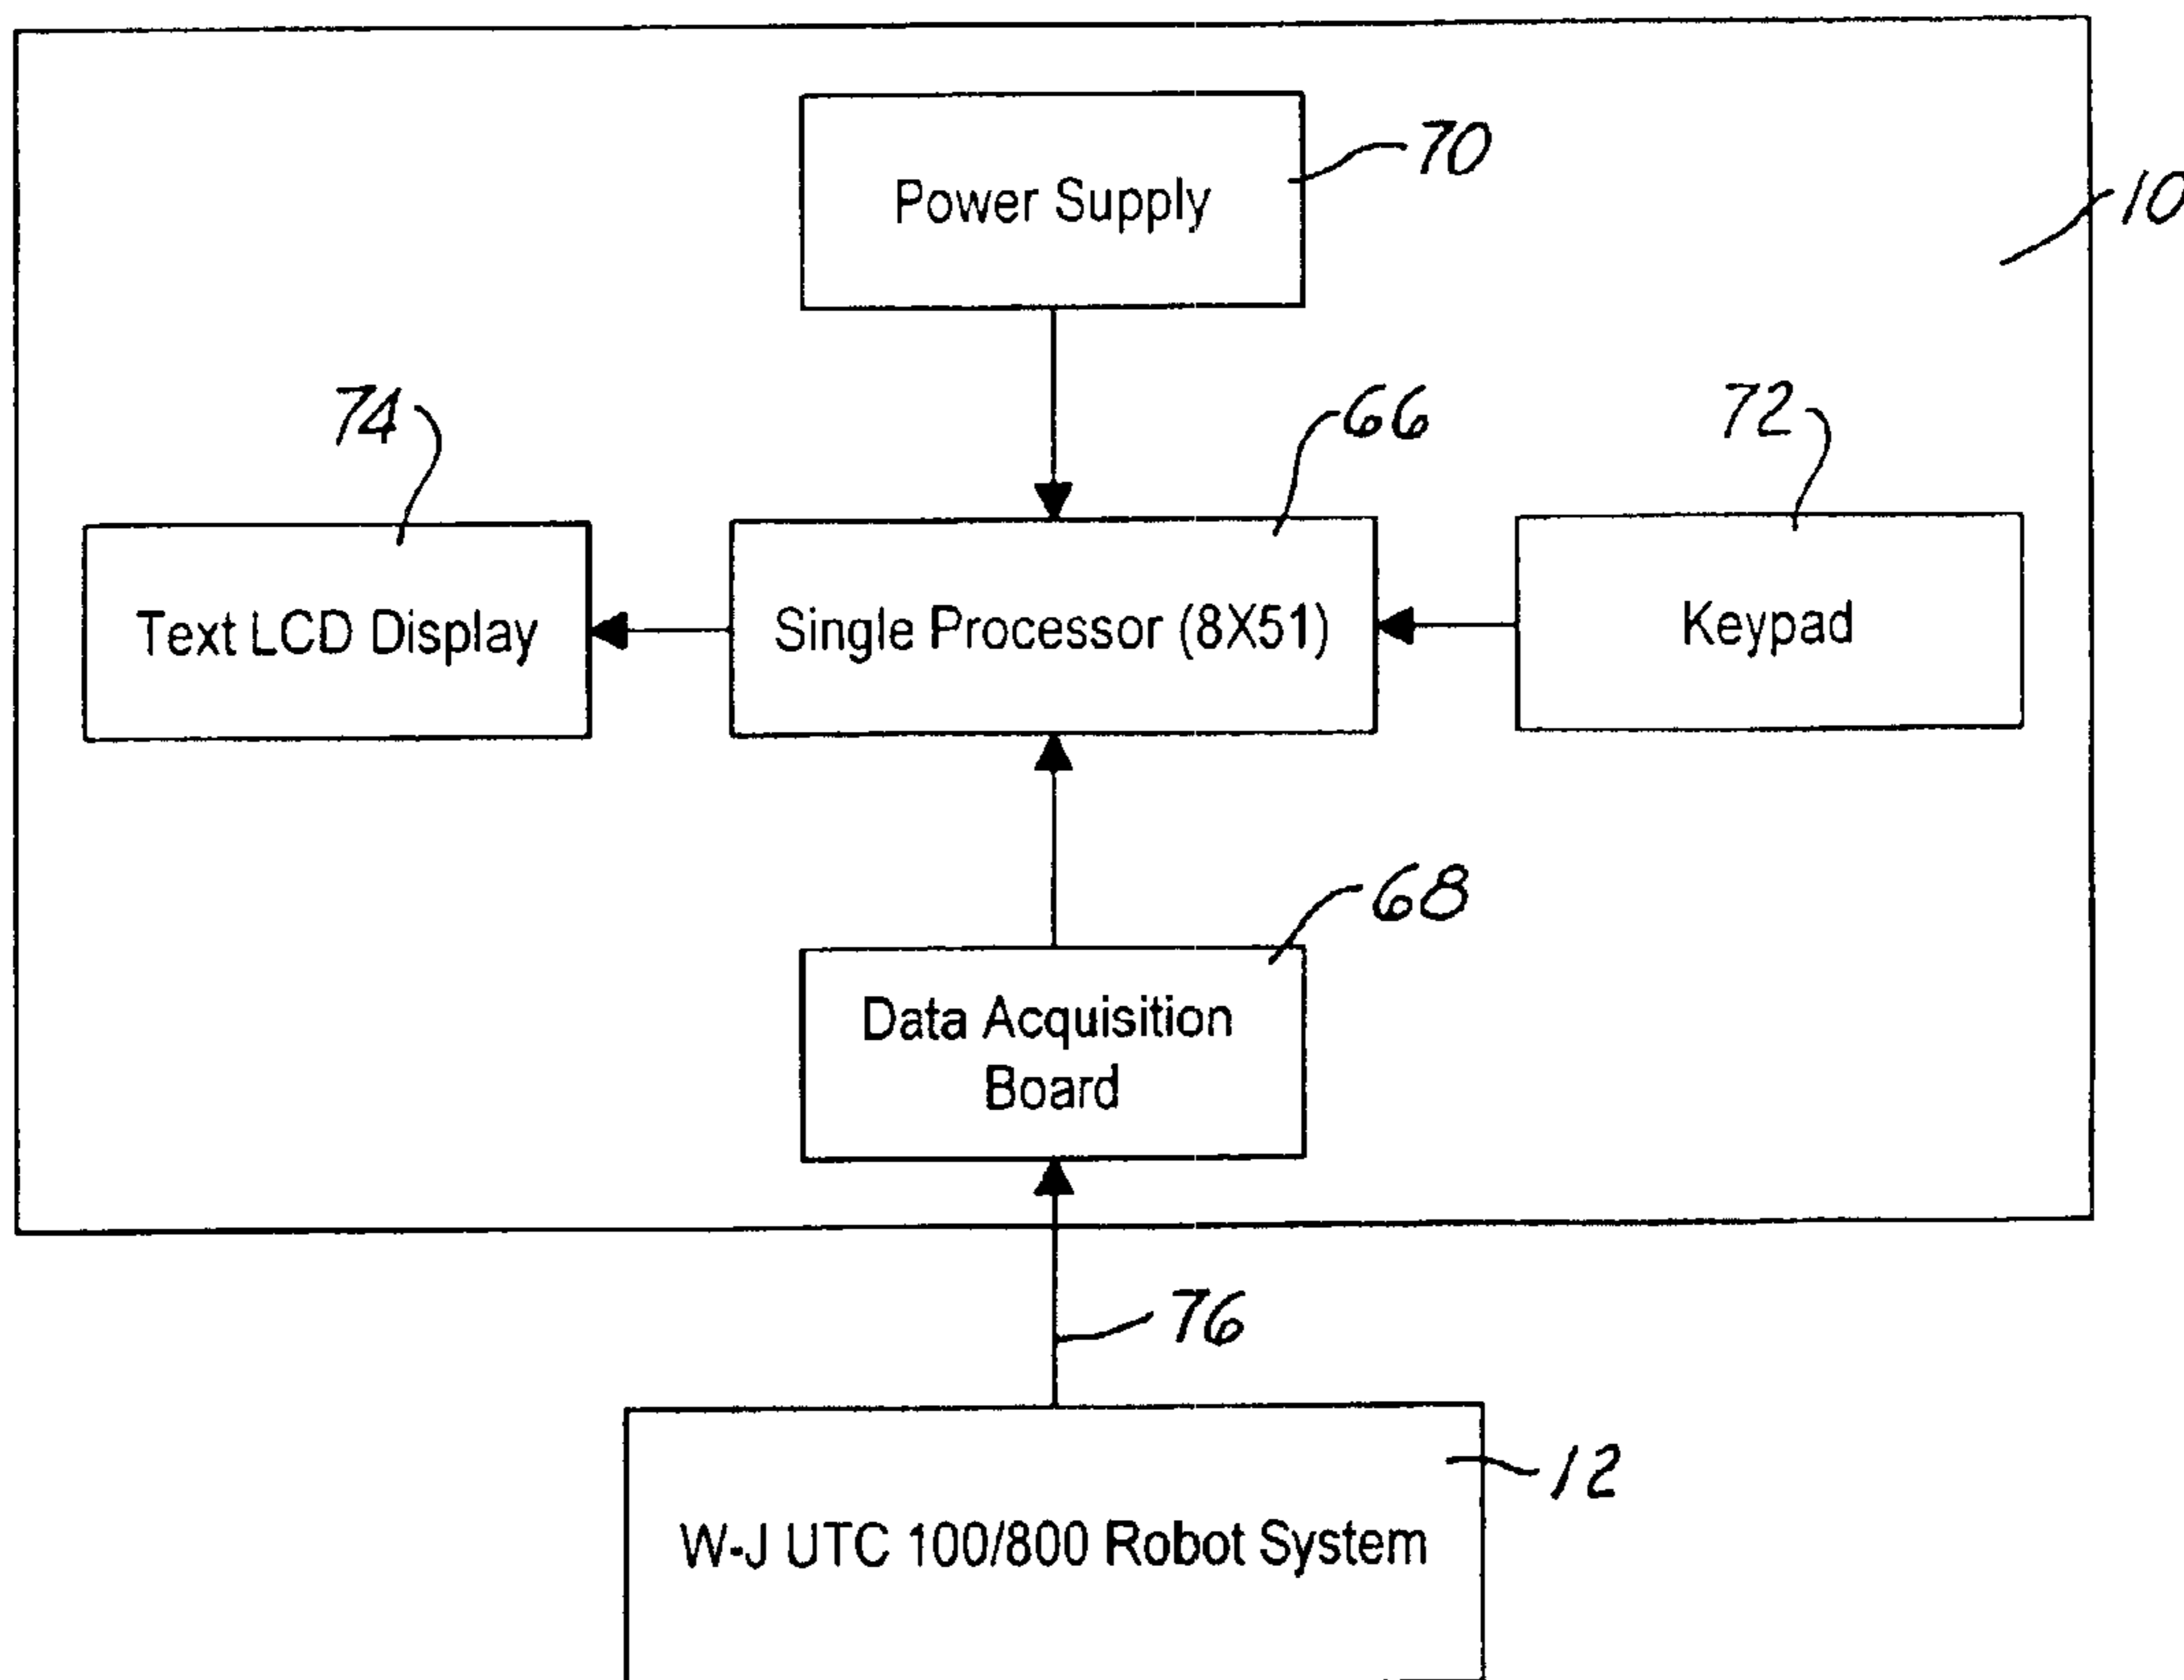 Power Supply
70
10
74
66
72
Text LCD Display
Single Processor (8X51)
Keypad
68
Data Acquisition
Board
76
12
W-J UTC 100/800 Robot System